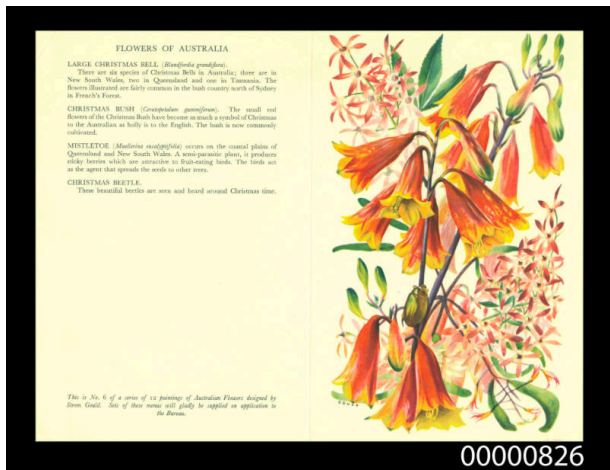 FLOWERS OF AUSTRALIA
LARGE CHRISTMAS BELL (Blandfordia grandiflora).
There are six species of Christmas Bells in Australia; three are in
New South Wales, two in Queensland and one in Tasmania. The
flowers illustrated are fairly common in the bush country north of Sydney
in French's Forest.
CHRISTMAS BUSH (Ceratopetalum gummiferum). The small red
flowers of the Christmas Bush have become as much a symbol of Christmas
to the Australian as holly is to the English. The bush is now commonly
cultivated.
MISTLETOE (Muellerina eucalyptifolia) occurs on the coastal plains of
Queensland and New South Wales. A semi-parasitic plant, it produces
sticky berries which are attractive to fruit-eating birds. The birds act
as the agent that spreads the seeds to other trees.
CHRISTMAS BEETLE.
These beautiful beetles are seen and heard around Christmas time.
This is No. 6 of a series of 12 paintings of Australian Flowers designed by
Strom Gould. Sets of these menus will gladly be supplied on application to
the Bureau.
GOULD
00000826